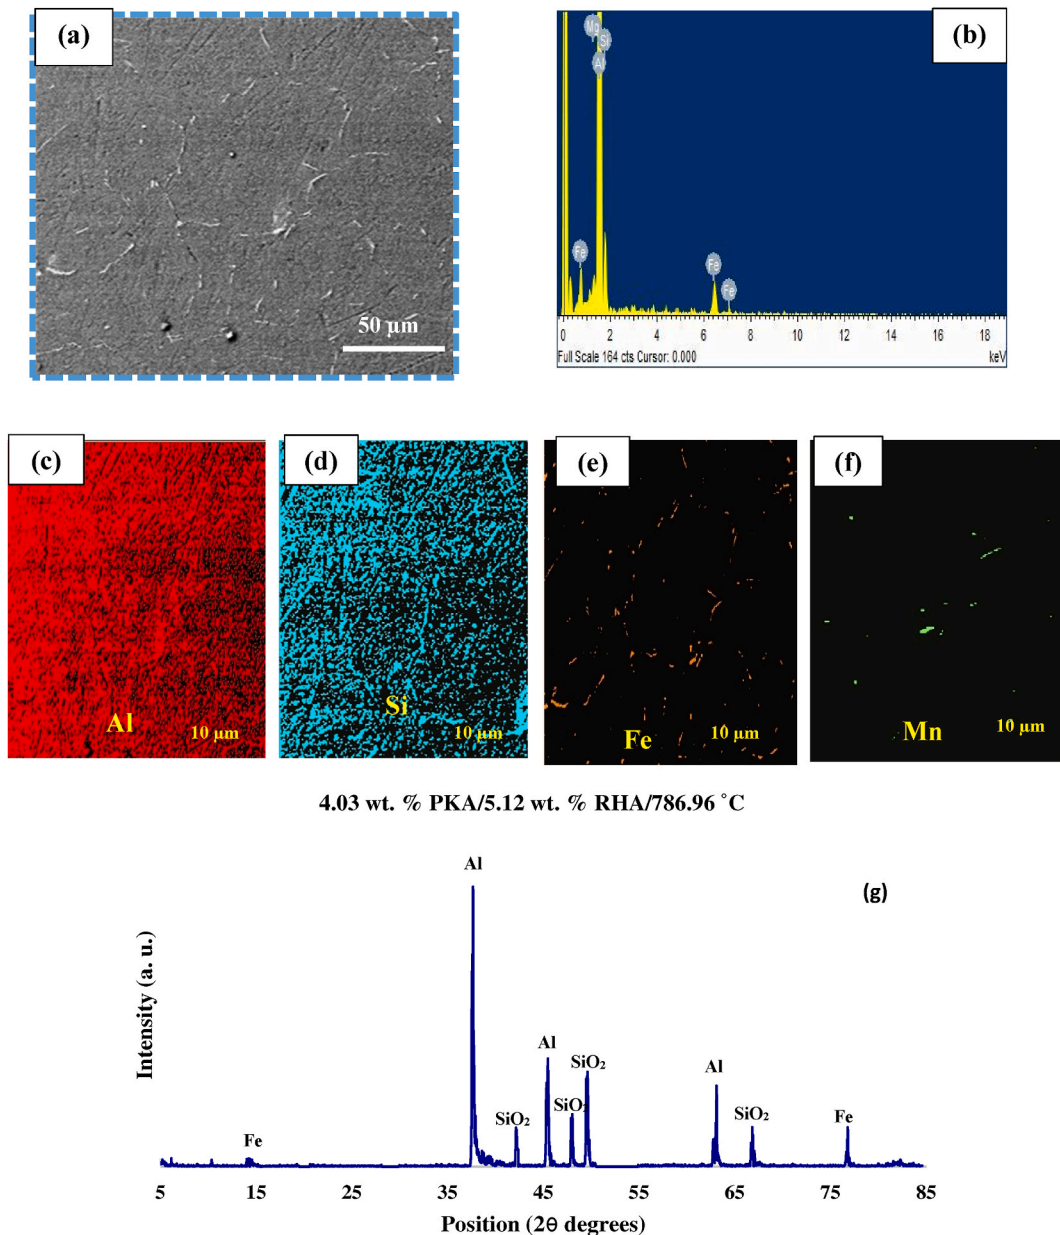 (a)
50 µm
(b)
Mg
Si
Al
Fe
Fe
Fe
0 2 4 6 8 10 12 14 16 18
Full Scale 164 cts Cursor: 0.000
keV
(c)
Al
10 µm
(d)
Si
10 µm
(e)
Fe
10 µm
(f)
Mn
10 µm
4.03 wt. % PKA/5.12 wt. % RHA/786.96 ˚C
(g)
Intensity (a. u.)
Al
Al
SiO₂
Al
SiO₂
SiO₂
SiO₂
Fe
Fe
5 15 25 35 45 55 65 75 85
Position (2ɵ degrees)